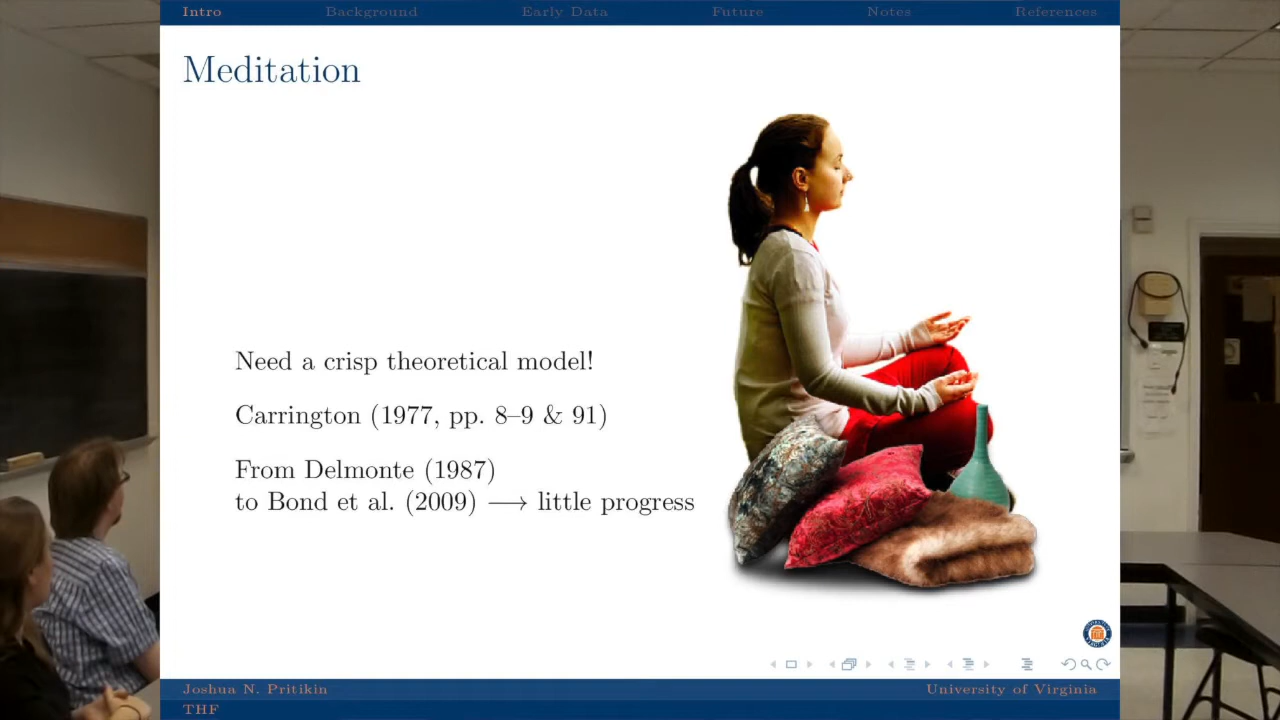 Intro Background Early Data Future Notes References
Meditation
Need a crisp theoretical model!
Carrington (1977, pp. 8–9 & 91)
From Delmonte (1987)
to Bond et al. (2009) ⟶ little progress
Joshua N. Pritikin University of Virginia
THF